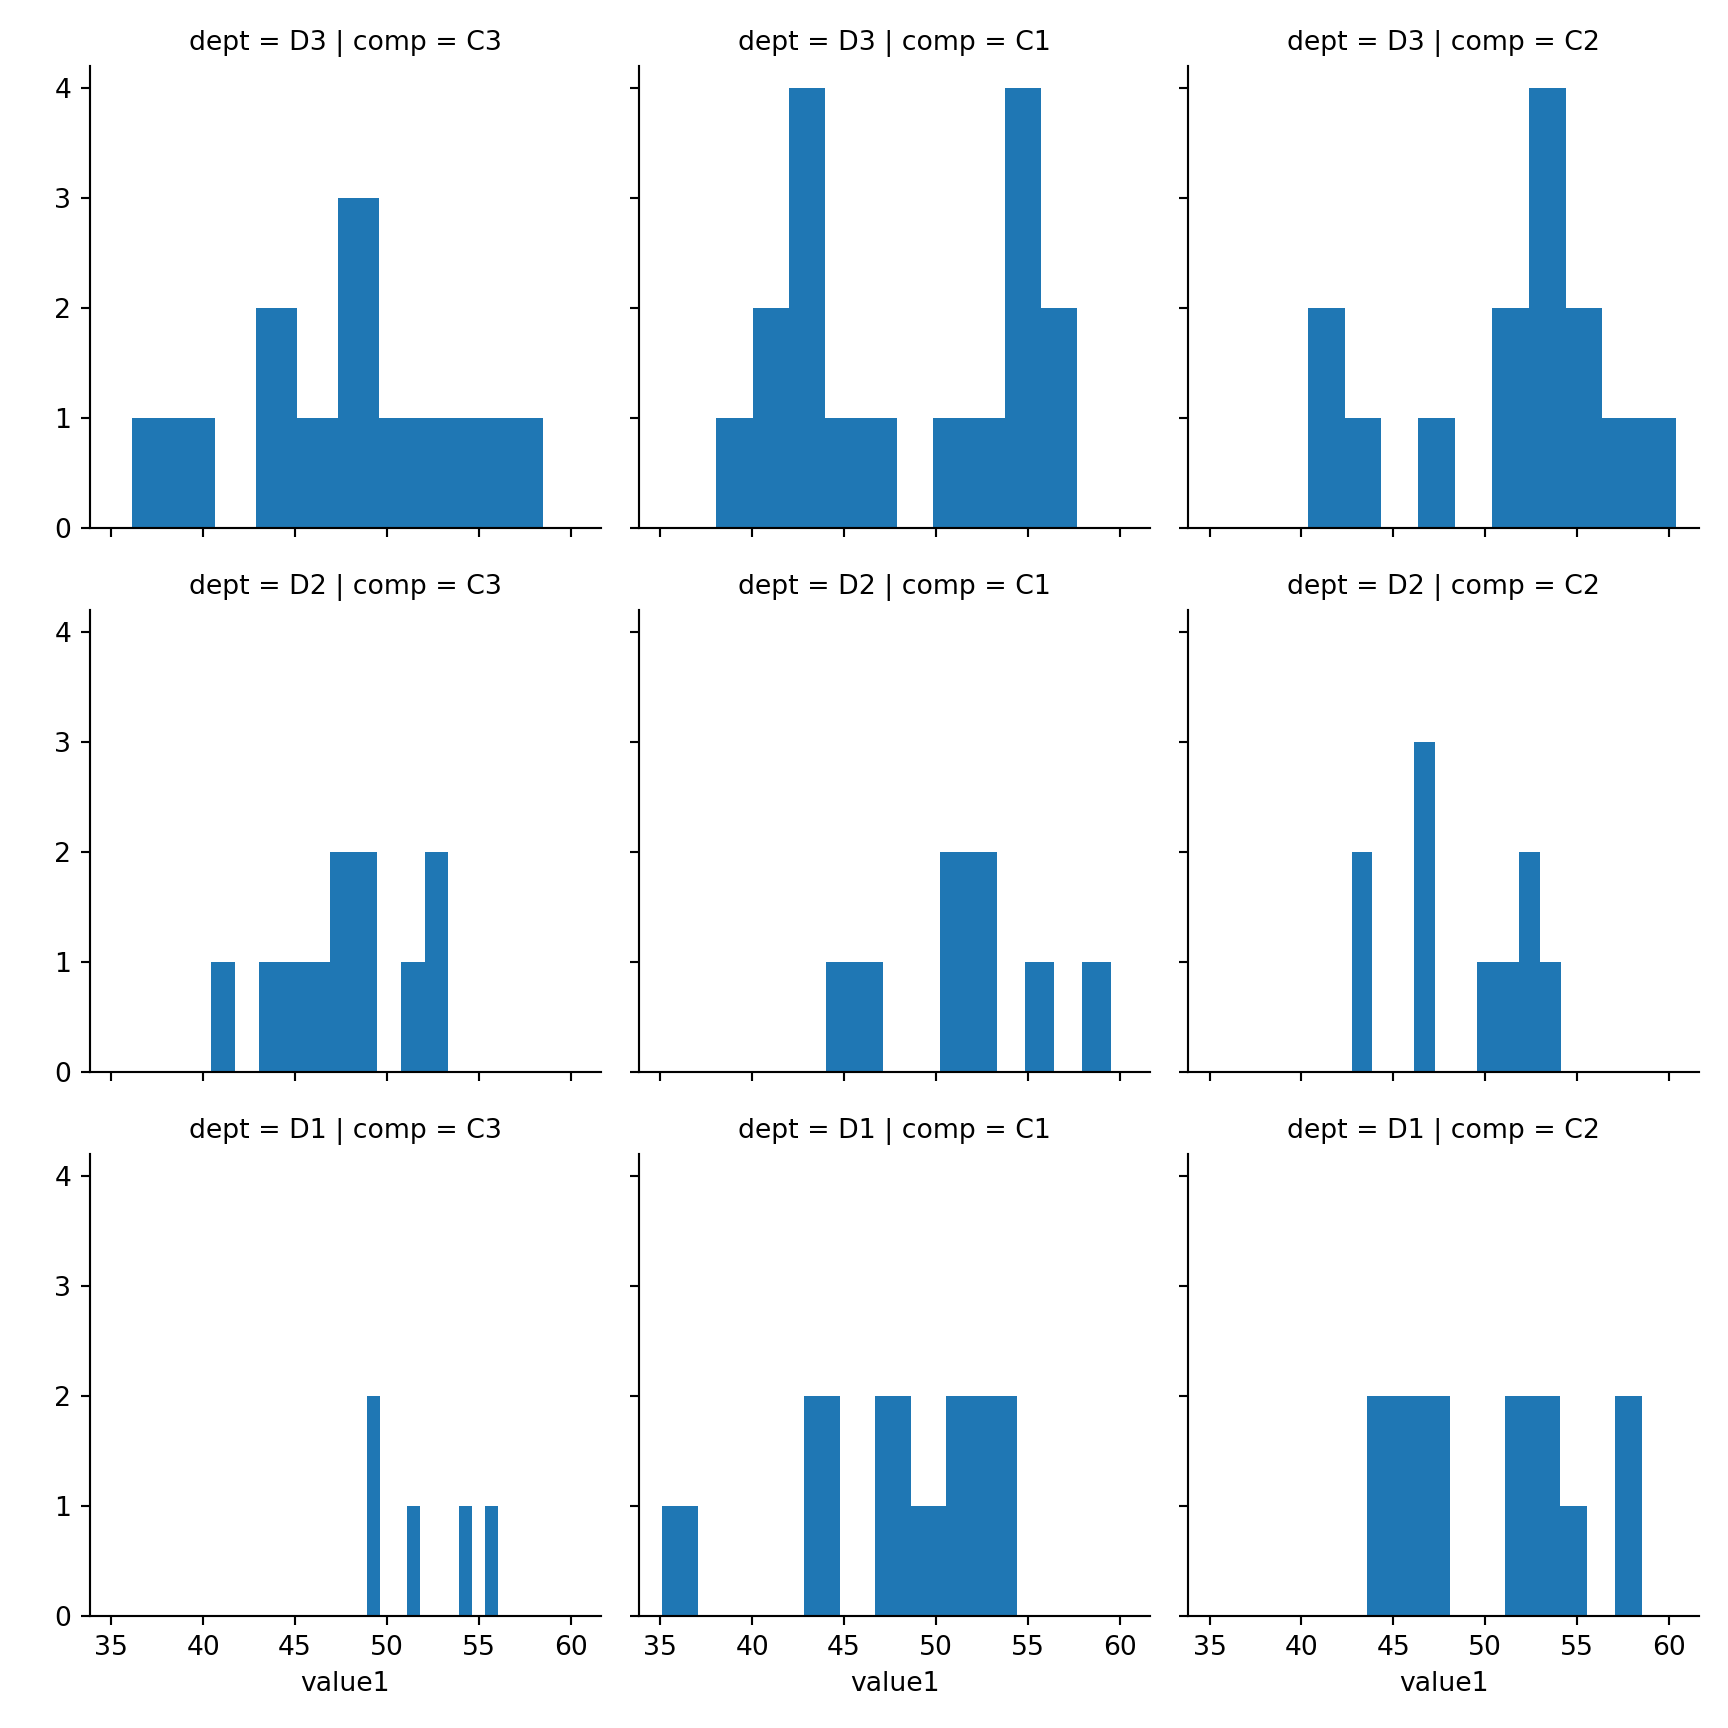 dept = D3 | comp = C3
dept = D3 | comp = C1
dept = D3 | comp = C2
4
3
2
1
0
dept = D2 | comp = C3
dept = D2 | comp = C1
dept = D2 | comp = C2
4
3
2
1
0
dept = D1 | comp = C3
dept = D1 | comp = C1
dept = D1 | comp = C2
4
3
2
1
0
35 40 45 50 55 60
35 40 45 50 55 60
35 40 45 50 55 60
value1
value1
value1